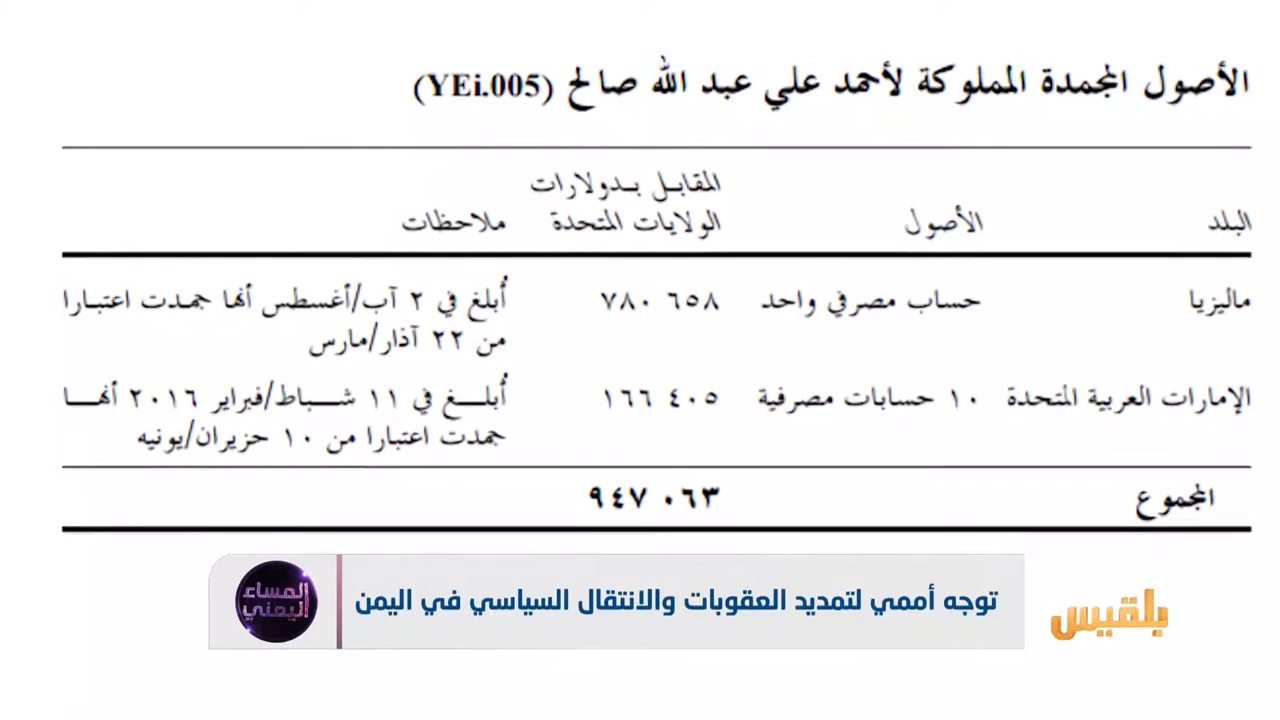 الأصول المجمدة المملوكة لأحمد علي عبد الله صالح (YEi.005)
البلد الأصول المقابل بـدولارات الولايات المتحدة ملاحظات
ماليزيا حساب مصرفي واحد ٧٨٠ ٦٥٨ أُبلغ في ٢ آب/أغسطس أنها جمدت اعتبارا
من ٢٢ آذار/مارس
الإمارات العربية المتحدة ١٠ حسابات مصرفية ١٦٦ ٤٠٥ أُبلغ في ١١ شباط/فبراير ٢٠١٦ أنها
جمدت اعتبارا من ١٠ حزيران/يونيه
المجموع ٩٤٧ ٠٦٣
توجه أممي لتمديد العقوبات والانتقال السياسي في اليمن
المساء
اليمني
بلقيس